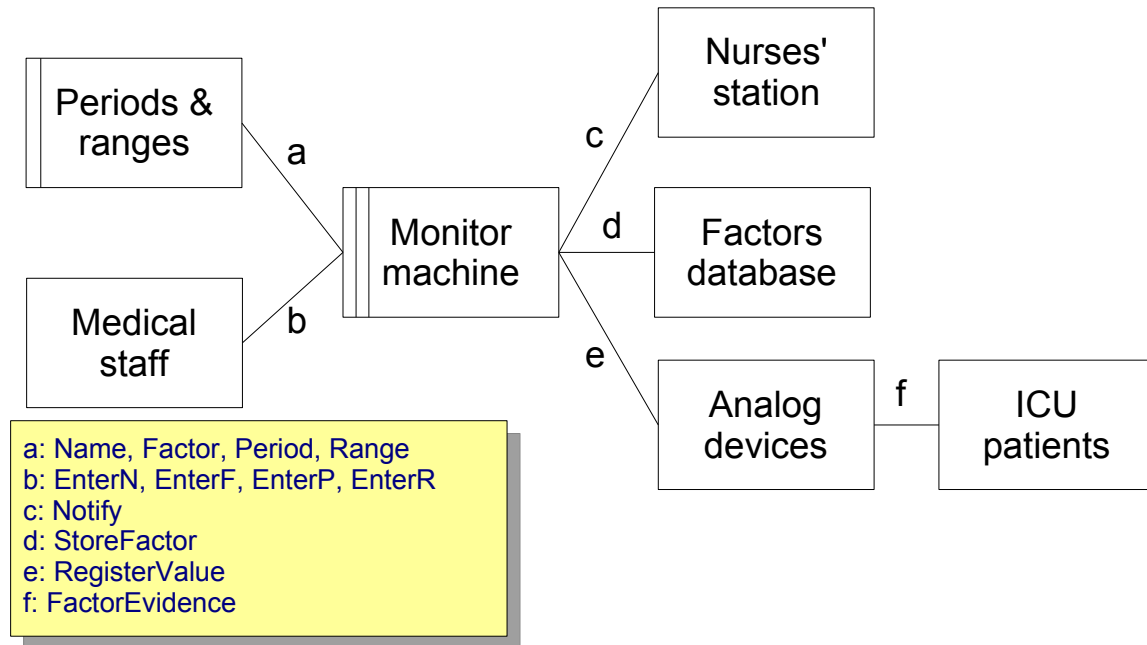 Periods &
ranges
a
Medical
staff
b
Monitor
machine
c
Nurses'
station
d
Factors
database
e
Analog
devices
f
ICU
patients
a: Name, Factor, Period, Range
b: EnterN, EnterF, EnterP, EnterR
c: Notify
d: StoreFactor
e: RegisterValue
f: FactorEvidence